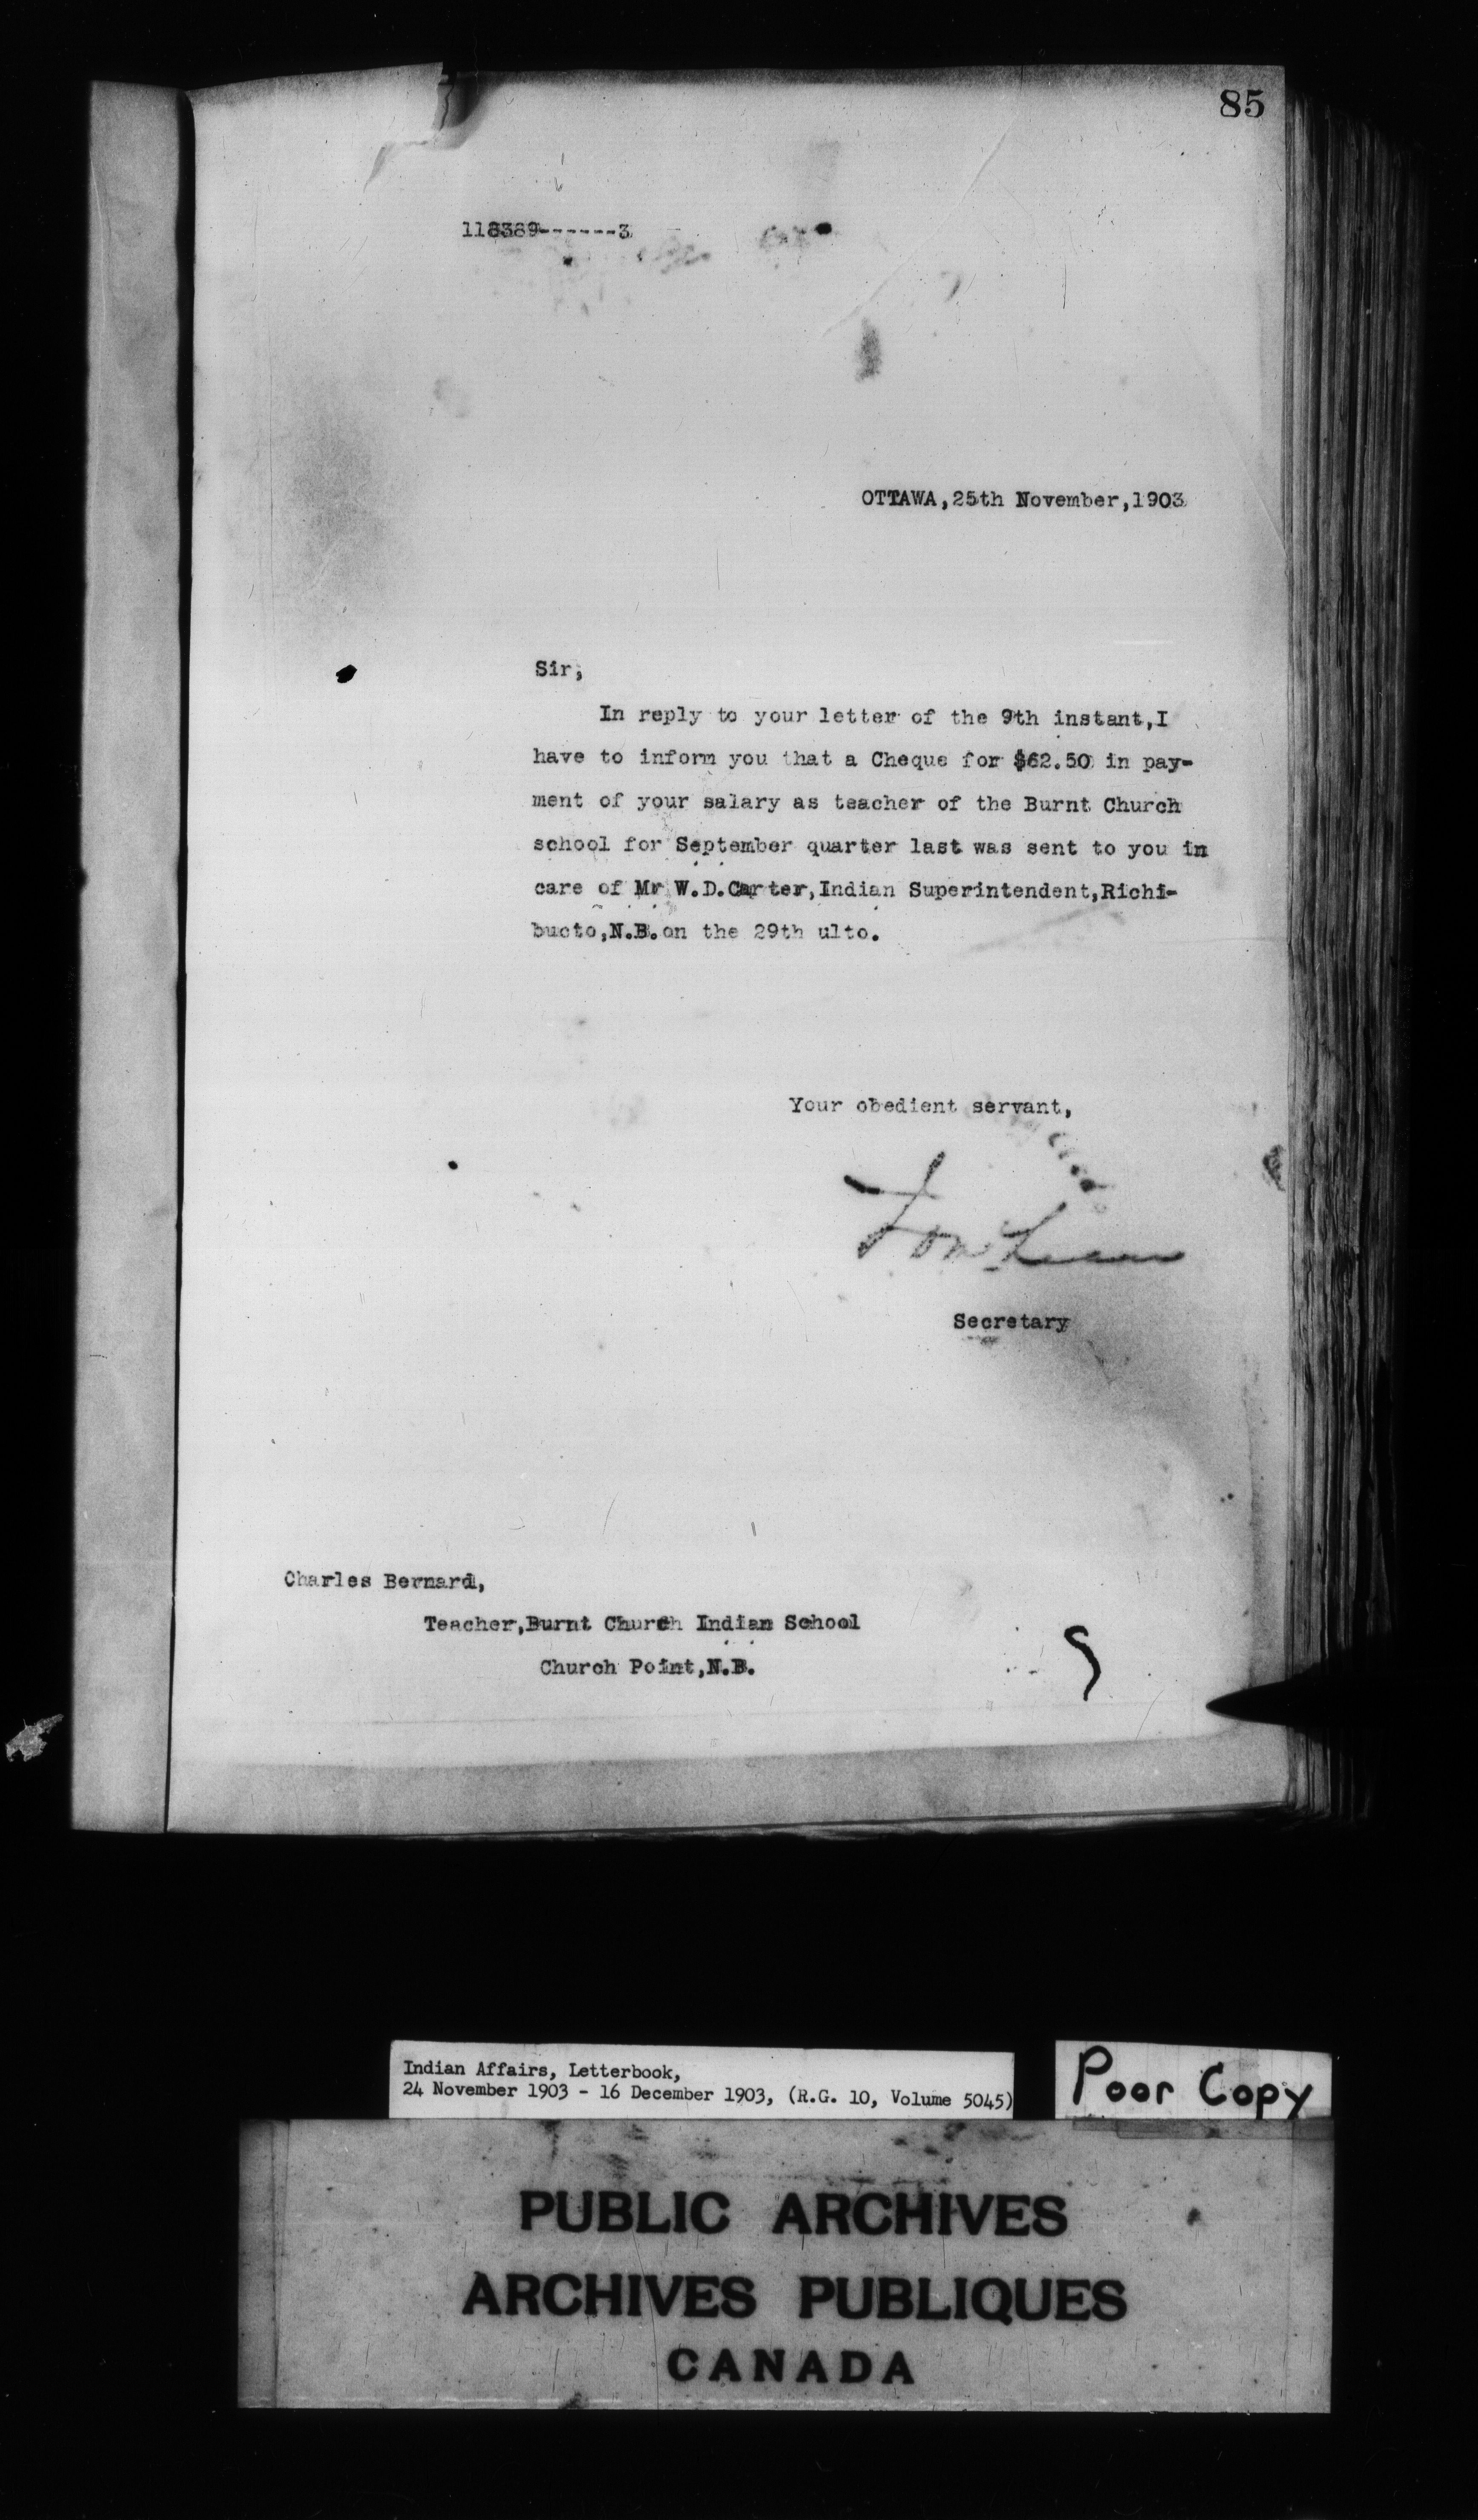 85
118389------3
OTTAWA,25th November,1903
Sir,
In reply to your letter of the 9th instant,I
have to inform you that a Cheque for $62.50 in pay-
ment of your salary as teacher of the Burnt Church
school for September quarter last was sent to you in
care of Mr W.D.Carter,Indian Superintendent,Richi-
bucto,N.B.on the 29th ulto.
Your obedient servant,
Secretary
Charles Bernard,
Teacher,Burnt Church Indian School
Church Point,N.B.
Indian Affairs, Letterbook,
24 November 1903 - 16 December 1903, (R.G. 10, Volume 5045)
Poor Copy
PUBLIC ARCHIVES
ARCHIVES PUBLIQUES
CANADA